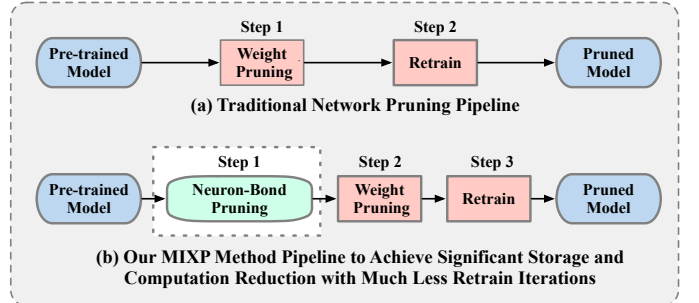 Step 1
Step 2
Pre-trained
Model
Weight
Pruning
Retrain
Pruned
Model
(a) Traditional Network Pruning Pipeline
Step 1
Step 2
Step 3
Pre-trained
Model
Neuron-Bond
Pruning
Weight
Pruning
Retrain
Pruned
Model
(b) Our MIXP Method Pipeline to Achieve Significant Storage and
Computation Reduction with Much Less Retrain Iterations